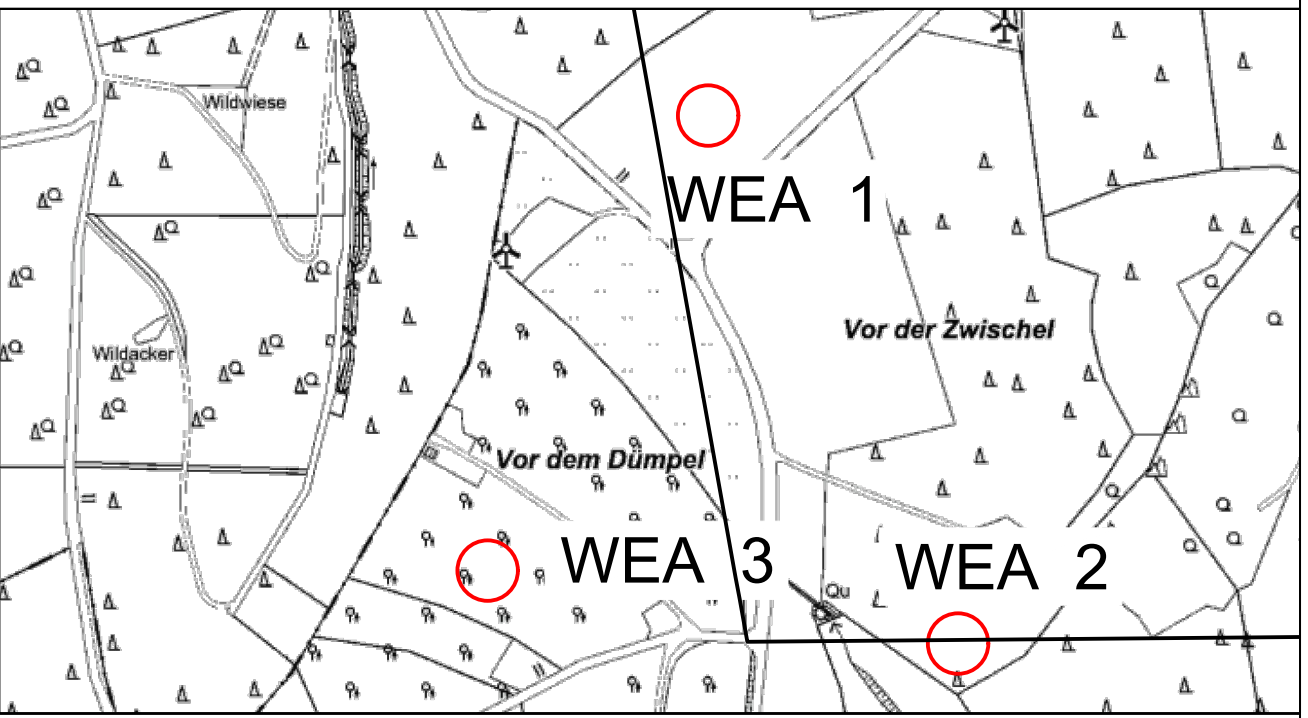 Wildwiese
WEA 1
Vor der Zwischel
Wildacker
Vor dem Dümpel
WEA 3
WEA 2
Qu